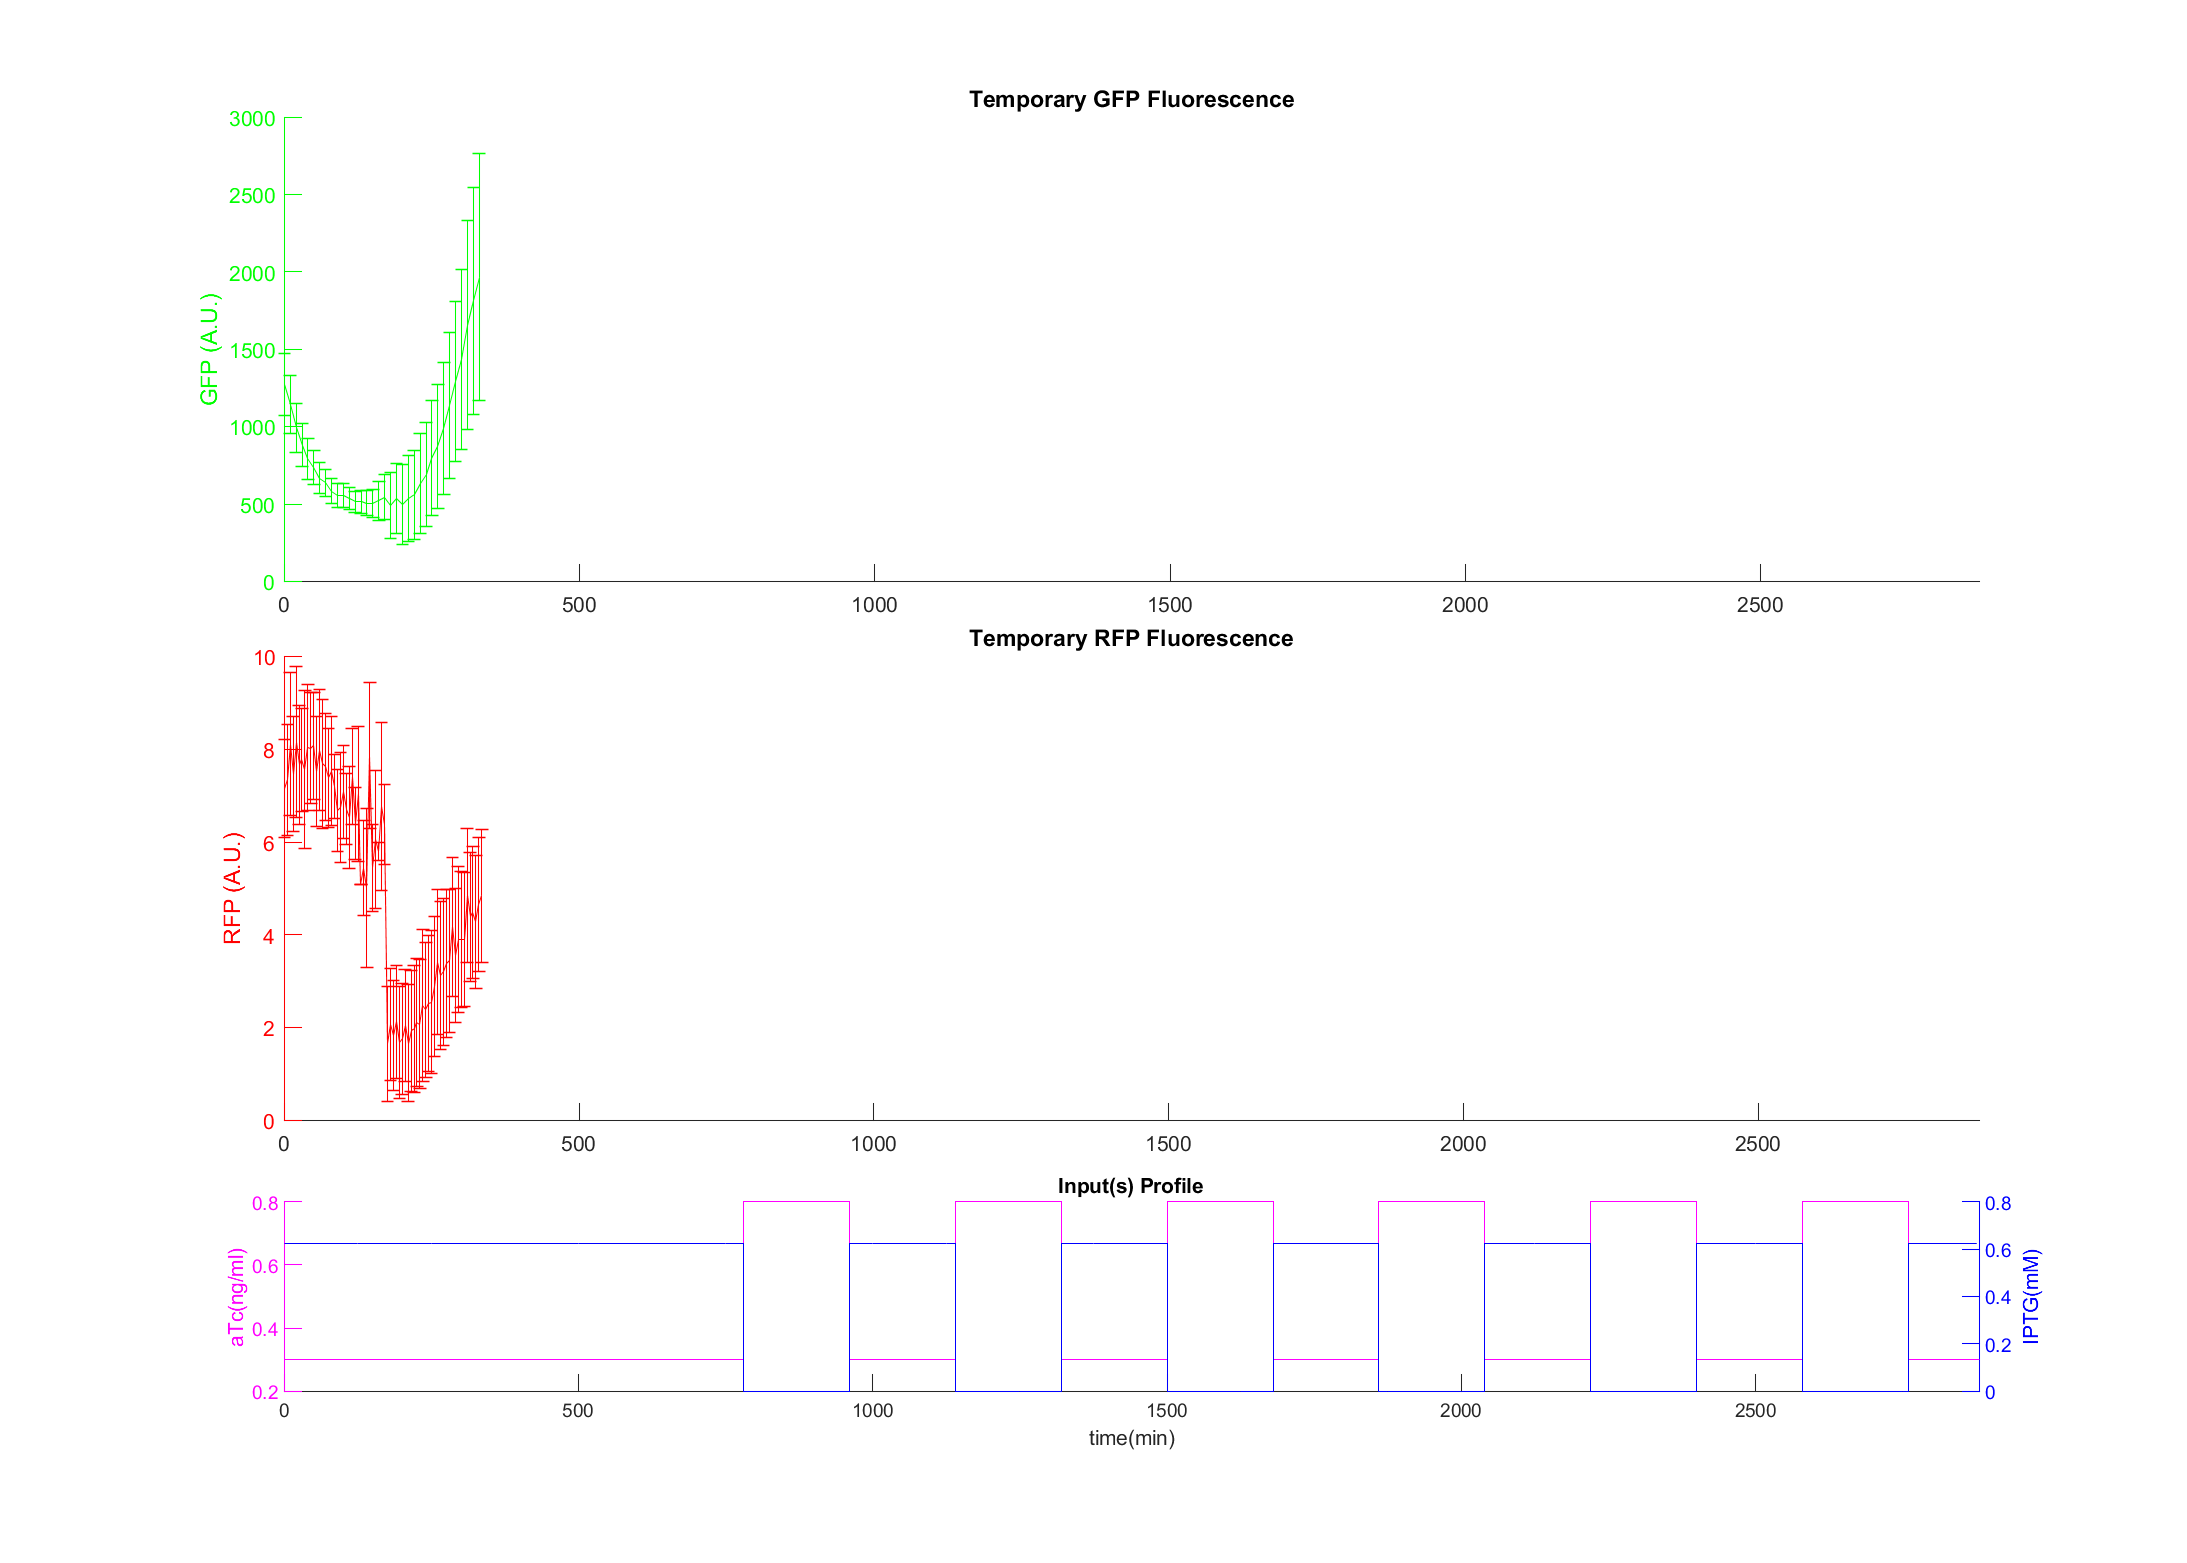 Temporary GFP Fluorescence
3000
2500
2000
1500
1000
500
0
GFP (A.U.)
0 500 1000 1500 2000 2500
Temporary RFP Fluorescence
10
8
6
4
2
0
RFP (A.U.)
0 500 1000 1500 2000 2500
Input(s) Profile
0.8
0.6
0.4
0.2
aTc(ng/ml)
0.8
0.6
0.4
0.2
0
IPTG(mM)
0 500 1000 1500 2000 2500
time(min)